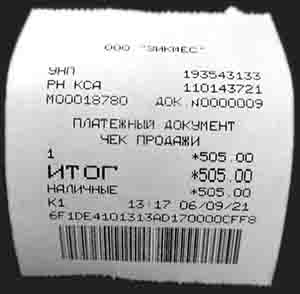 ООО "ЗИКИЕС"
УНП 193543133
РН КСА 110143721
М00018780 ДОК.N0000009
ПЛАТЕЖНЫЙ ДОКУМЕНТ
ЧЕК ПРОДАЖИ
1 *505.00
ИТОГ *505.00
НАЛИЧНЫЕ *505.00
К1 13:17 06/09/21
6F1DE4101313AD170000CFF8